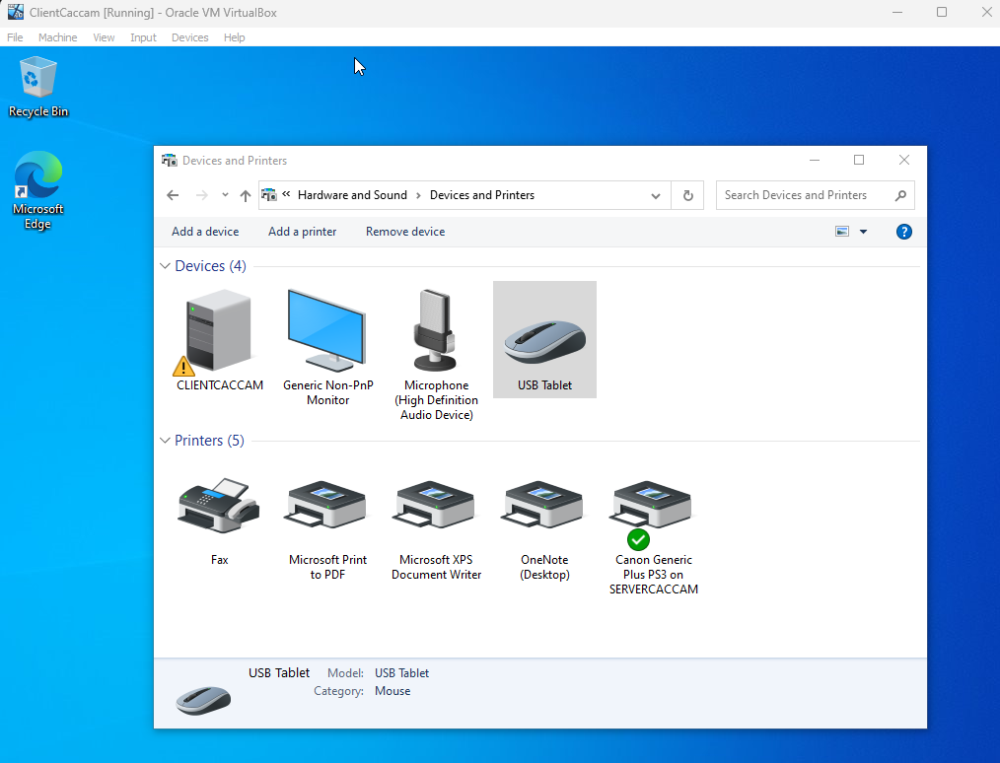 ClientCaccam [Running] - Oracle VM VirtualBox
File Machine View Input Devices Help
Recycle Bin
Microsoft
Edge
Devices and Printers
« Hardware and Sound > Devices and Printers
Search Devices and Printers
Add a device Add a printer Remove device
Devices (4)
CLIENTCACCAM
Generic Non-PnP
Monitor
Microphone
(High Definition
Audio Device)
USB Tablet
Printers (5)
Fax
Microsoft Print
to PDF
Microsoft XPS
Document Writer
OneNote
(Desktop)
Canon Generic
Plus PS3 on
SERVERCACCAM
USB Tablet Model: USB Tablet
Category: Mouse